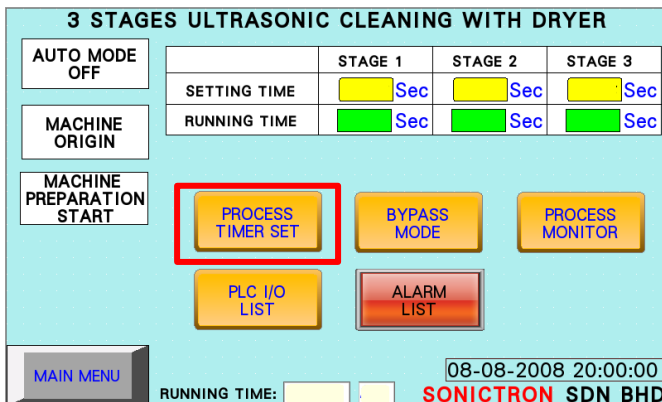 3 STAGES ULTRASONIC CLEANING WITH DRYER
AUTO MODE
OFF
STAGE 1 STAGE 2 STAGE 3
SETTING TIME Sec Sec Sec
RUNNING TIME Sec Sec Sec
MACHINE
ORIGIN
MACHINE
PREPARATION
START
PROCESS
TIMER SET
BYPASS
MODE
PROCESS
MONITOR
PLC I/O
LIST
ALARM
LIST
MAIN MENU
08-08-2008 20:00:00
RUNNING TIME:
SONICTRON SDN BHD